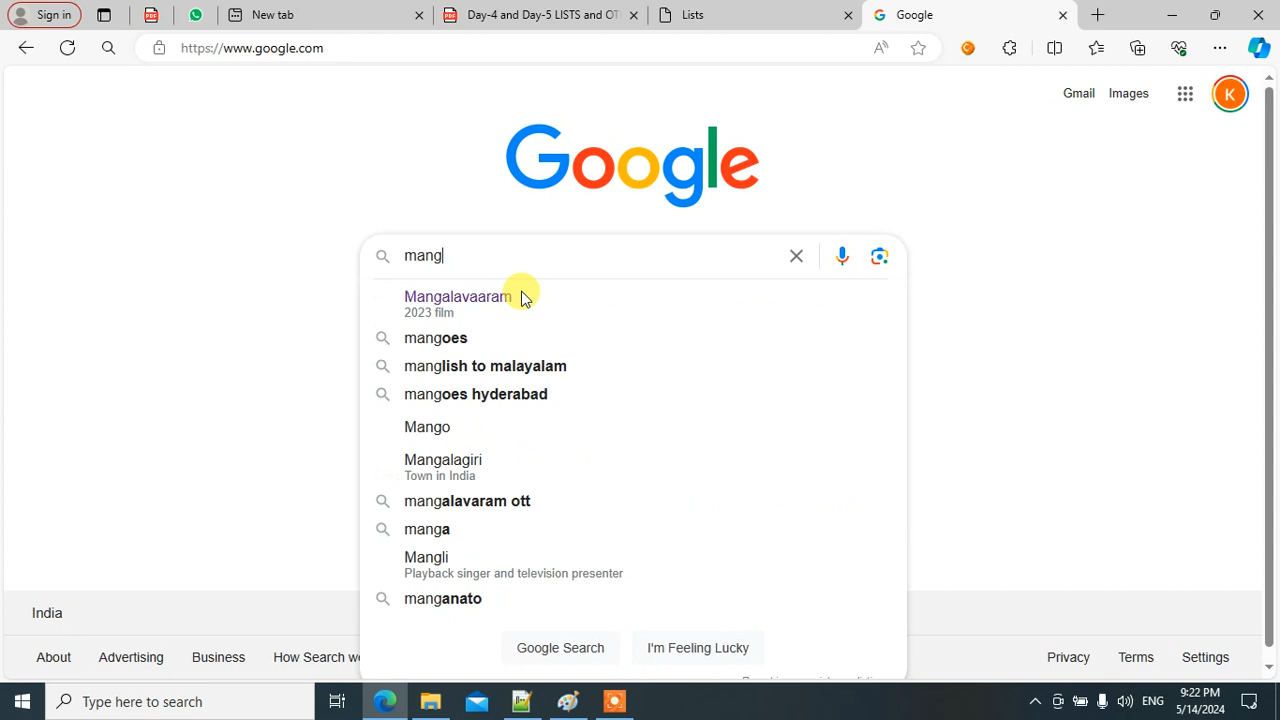 Sign in
New tab
Day-4 and Day-5 LISTS and OT
Lists
Google
https://www.google.com
Gmail Images
K
Google
mang
Mangalavaaram
2023 film
mangoes
manglish to malayalam
mangoes hyderabad
Mango
Mangalagiri
Town in India
mangalavaram ott
manga
Mangli
Playback singer and television presenter
manganato
Google Search I'm Feeling Lucky
India
About Advertising Business How Search Privacy Terms Settings
Type here to search
ENG
9:22 PM
5/14/2024